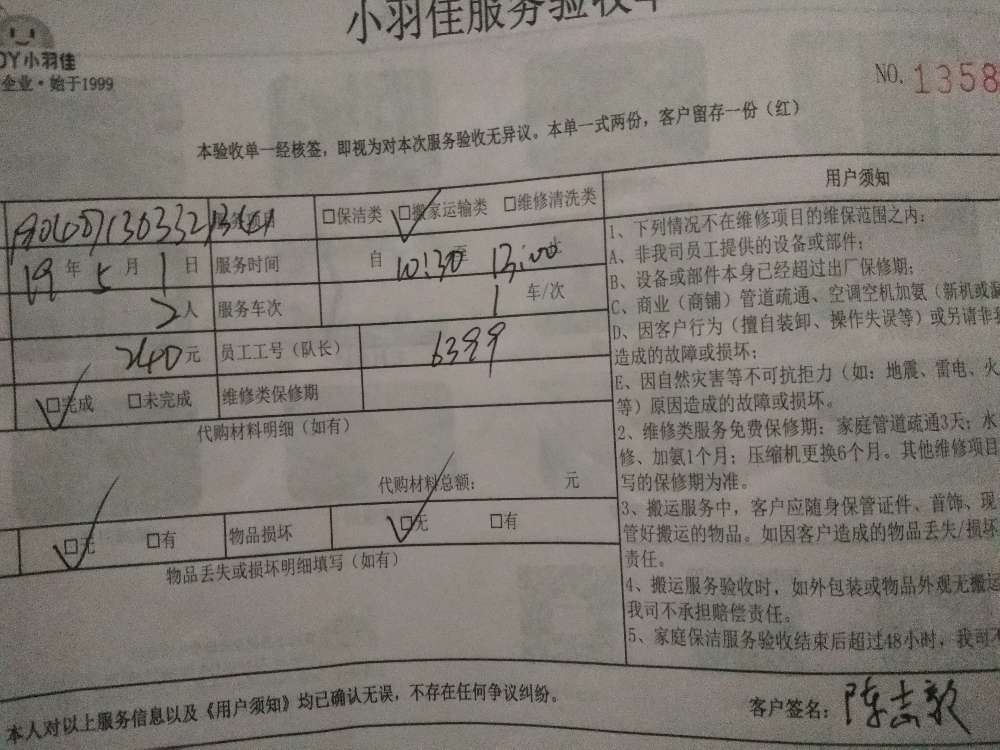 小羽佳服务验收单
DY小羽佳
企业·始于1999
NO. 1358
本验收单一经核签，即视为对本次服务验收无异议。本单一式两份，客户留存一份（红）
服务项目 □保洁类 □搬家运输类 □维修清洗类
19年5月1日 服务时间 自 10:30 至 13:00 止
2人 服务车次 1 车/次
240元 员工工号（队长） 6399
□完成 □未完成 维修类保修期
代购材料明细（如有）
代购材料总额： 元
□无 □有 物品损坏 □无 □有
物品丢失或损坏明细填写（如有）
用户须知
1、下列情况不在维修项目的维保范围之内：
A、非我司员工提供的设备或部件；
B、设备或部件本身已经超过出厂保修期；
C、商业（商铺）管道疏通、空调空机加氨（新机或漏
D、因客户行为（擅自装卸、操作失误等）或另请非我
造成的故障或损坏；
E、因自然灾害等不可抗拒力（如：地震、雷电、火
等）原因造成的故障或损坏。
2、维修类服务免费保修期：家庭管道疏通3天；水
修、加氨1个月；压缩机更换6个月。其他维修项目
写的保修期为准。
3、搬运服务中，客户应随身保管证件、首饰、现
管好搬运的物品。如因客户造成的物品丢失/损坏
责任。
4、搬运服务验收时，如外包装或物品外观无搬运
我司不承担赔偿责任。
5、家庭保洁服务验收结束后超过48小时，我司不
本人对以上服务信息以及《用户须知》均已确认无误，不存在任何争议纠纷。
客户签名：陈志毅